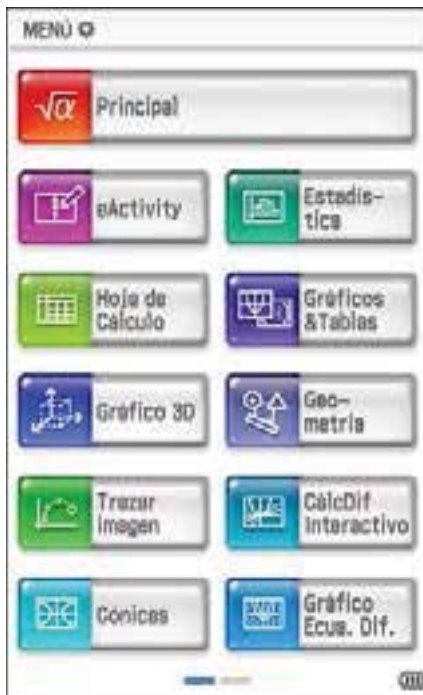 MENÚ
√α Principal
eActivity
Estadís-
tica
Hoja de
Cálculo
Gráficos
&Tablas
Gráfico 3D
Geo-
metría
Trazar
imagen
CálcDif
Interactivo
Cónicas
Gráfico
Ecus. Dif.